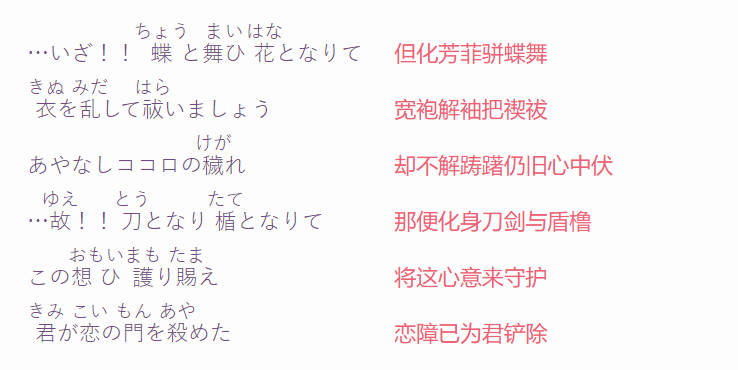 ちょう まい はな
…いざ！！ 蝶 と舞ひ 花となりて 但化芳菲骈蝶舞
きぬ みだ はら
衣を乱して祓いましょう 宽袍解袖把禊祓
けが
あやなしココロの穢れ 却不解踌躇仍旧心中伏
ゆえ とう たて
…故！！ 刀となり 楯となりて 那便化身刀剑与盾橹
おもい まも たま
この想 ひ 護り賜え 将这心意来守护
きみ こい もん あや
君が恋の門を殺めた 恋障已为君铲除